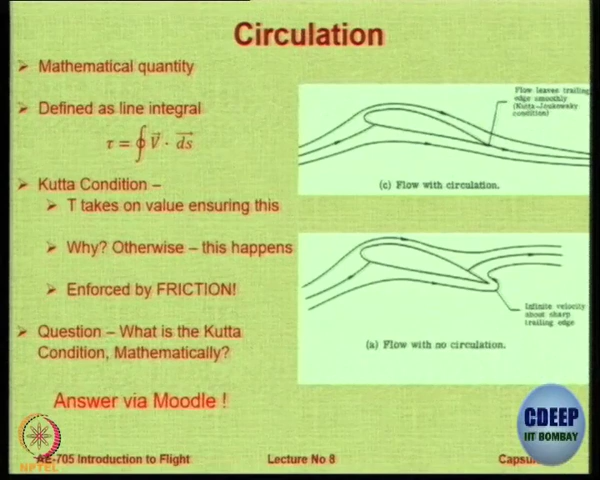 Circulation
Mathematical quantity
Defined as line integral
τ = ∮ V⃗ · d⃗s
Kutta Condition –
T takes on value ensuring this
Why? Otherwise – this happens
Enforced by FRICTION!
Question – What is the Kutta
Condition, Mathematically?
Answer via Moodle !
Flow leaves trailing
edge smoothly
(Kutta-Joukowsky
condition)
(c) Flow with circulation.
Infinite velocity
about sharp
trailing edge
(a) Flow with no circulation.
CDEEP
IIT BOMBAY
NPTEL
AE-705 Introduction to Flight
Lecture No 8